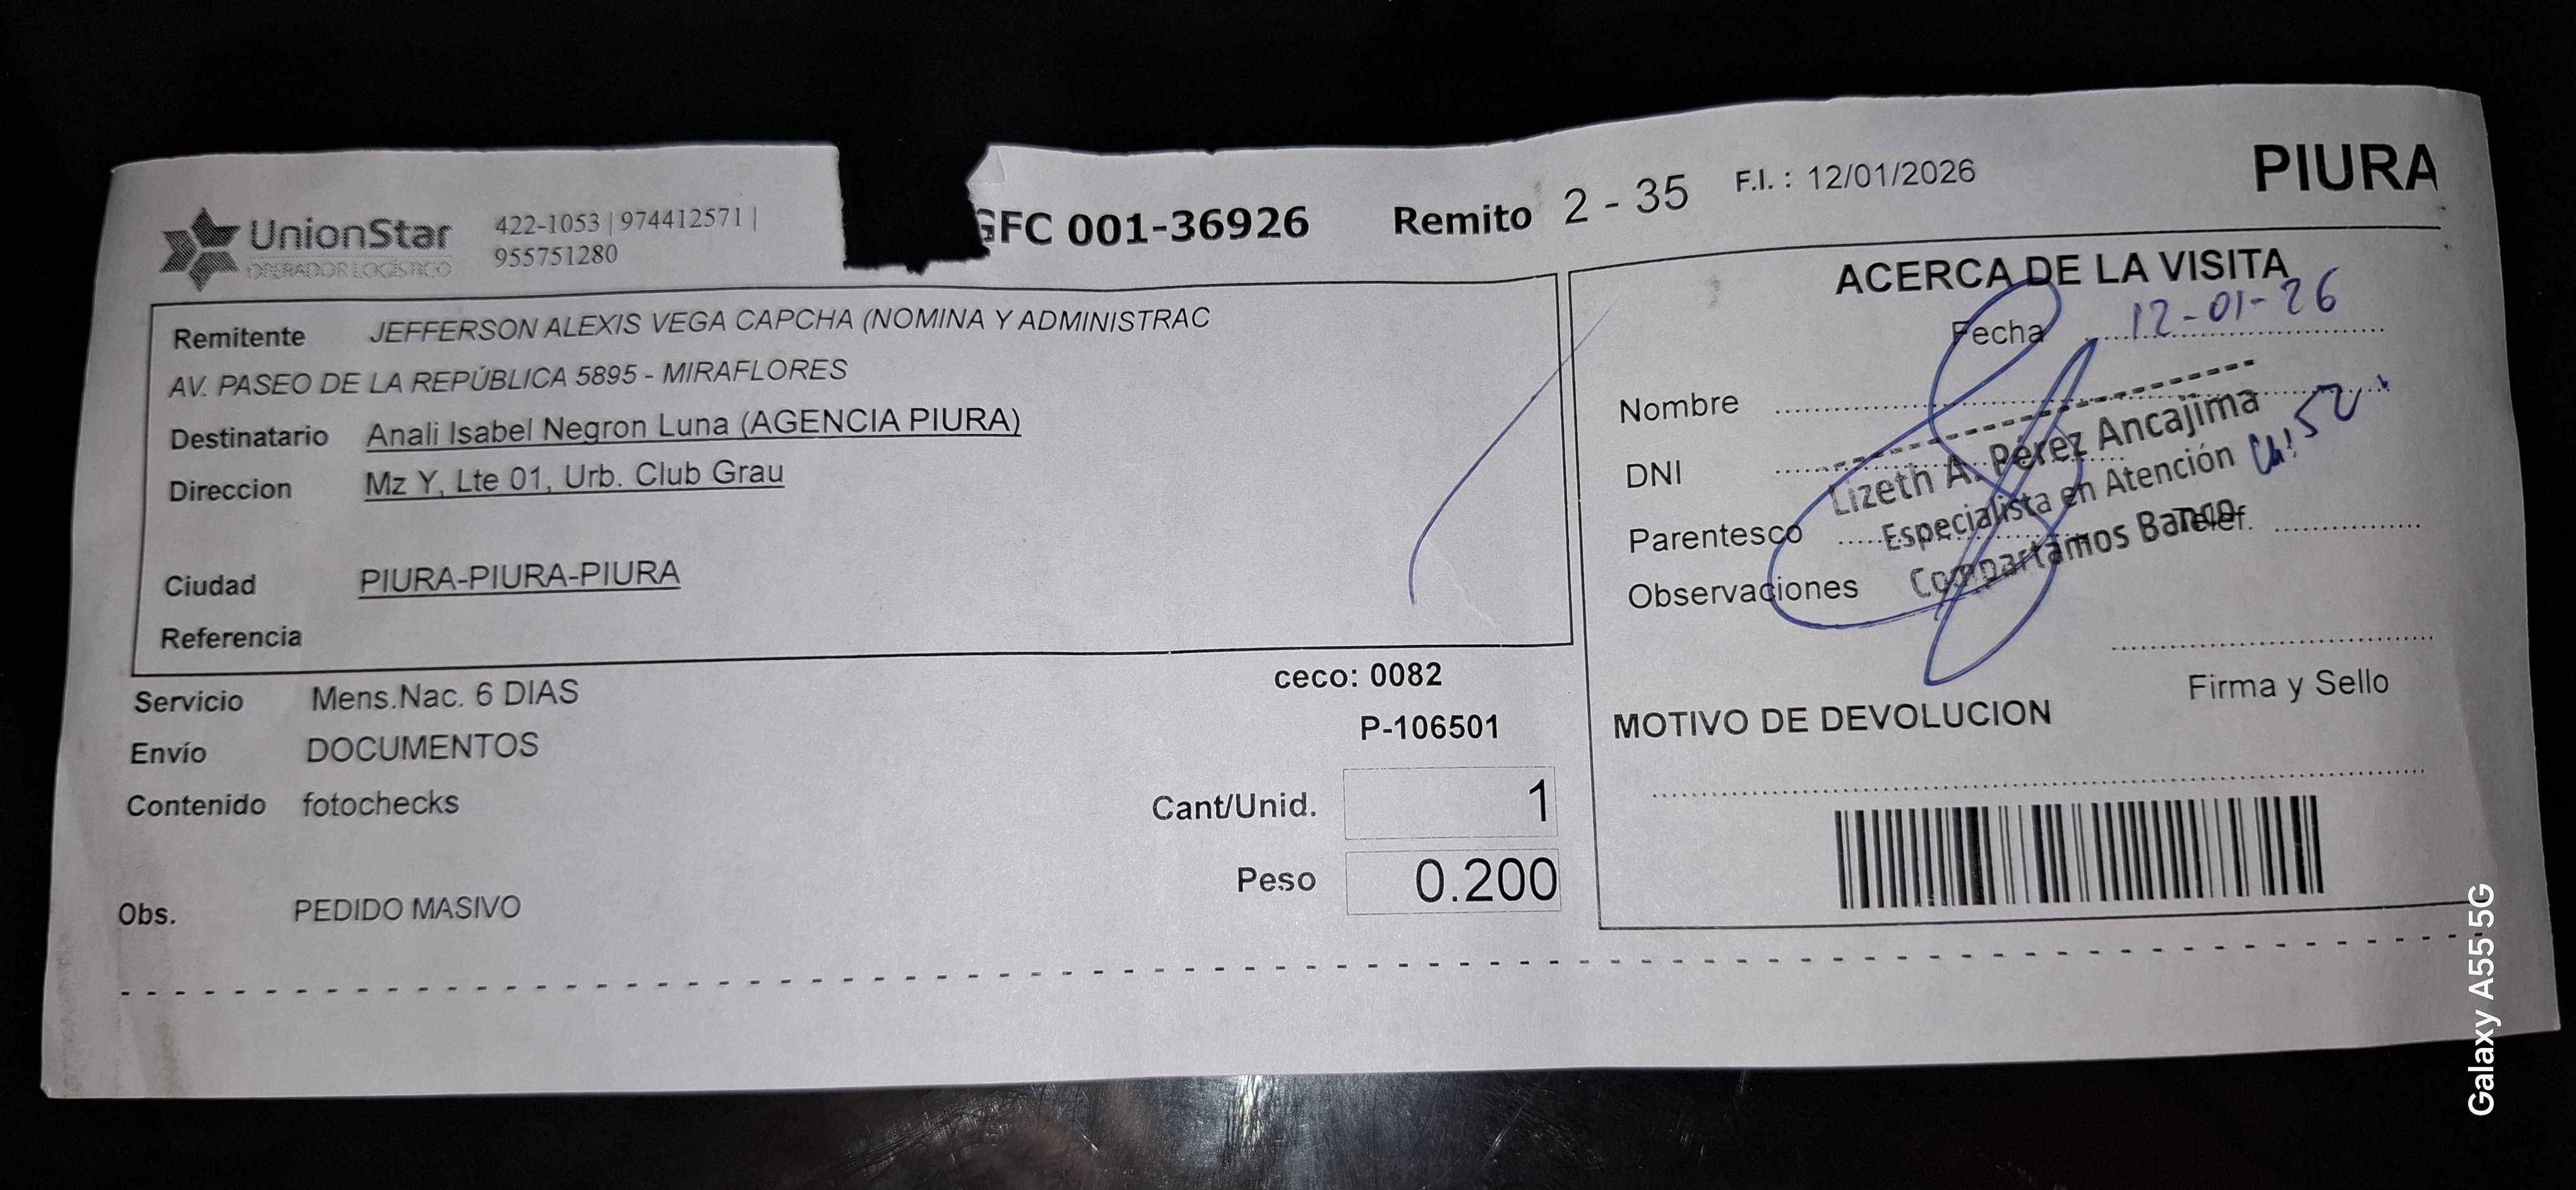 UnionStar
OPERADOR LOGÍSTICO
422-1053 | 974412571 |
955751280
GFC 001-36926
Remito 2 - 35
F.I. : 12/01/2026
PIURA
Remitente JEFFERSON ALEXIS VEGA CAPCHA (NOMINA Y ADMINISTRAC
AV. PASEO DE LA REPÚBLICA 5895 - MIRAFLORES
Destinatario Anali Isabel Negron Luna (AGENCIA PIURA)
Direccion Mz Y, Lte 01, Urb. Club Grau
Ciudad PIURA-PIURA-PIURA
Referencia
Servicio Mens.Nac. 6 DIAS
Envío DOCUMENTOS
Contenido fotochecks
Obs. PEDIDO MASIVO
ceco: 0082
P-106501
Cant/Unid. 1
Peso 0.200
ACERCA DE LA VISITA
Fecha 12-01-26
Nombre
DNI
Parentesco
Telef.
Observaciones
Lizeth A. Pérez Ancajima
Especialista en Atención
Compartamos Banco
Firma y Sello
MOTIVO DE DEVOLUCION
Galaxy A55 5G